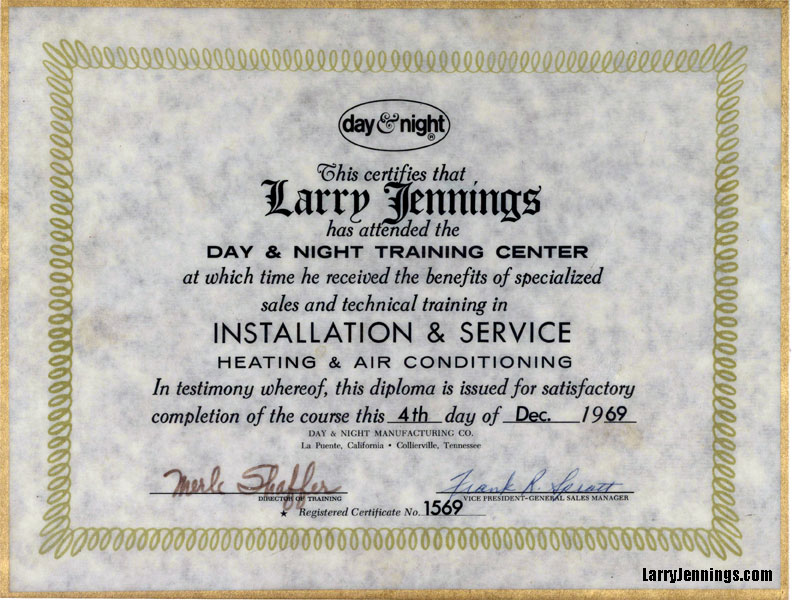 day & night®
This certifies that
Larry Jennings
has attended the
DAY & NIGHT TRAINING CENTER
at which time he received the benefits of specialized
sales and technical training in
INSTALLATION & SERVICE
HEATING & AIR CONDITIONING
In testimony whereof, this diploma is issued for satisfactory
completion of the course this 4th day of Dec. 1969
DAY & NIGHT MANUFACTURING CO.
La Puente, California • Collierville, Tennessee
Merle Shaffer Frank R. Spratt
DIRECTOR OF TRAINING VICE PRESIDENT-GENERAL SALES MANAGER
★ Registered Certificate No. 1569
LarryJennings.com